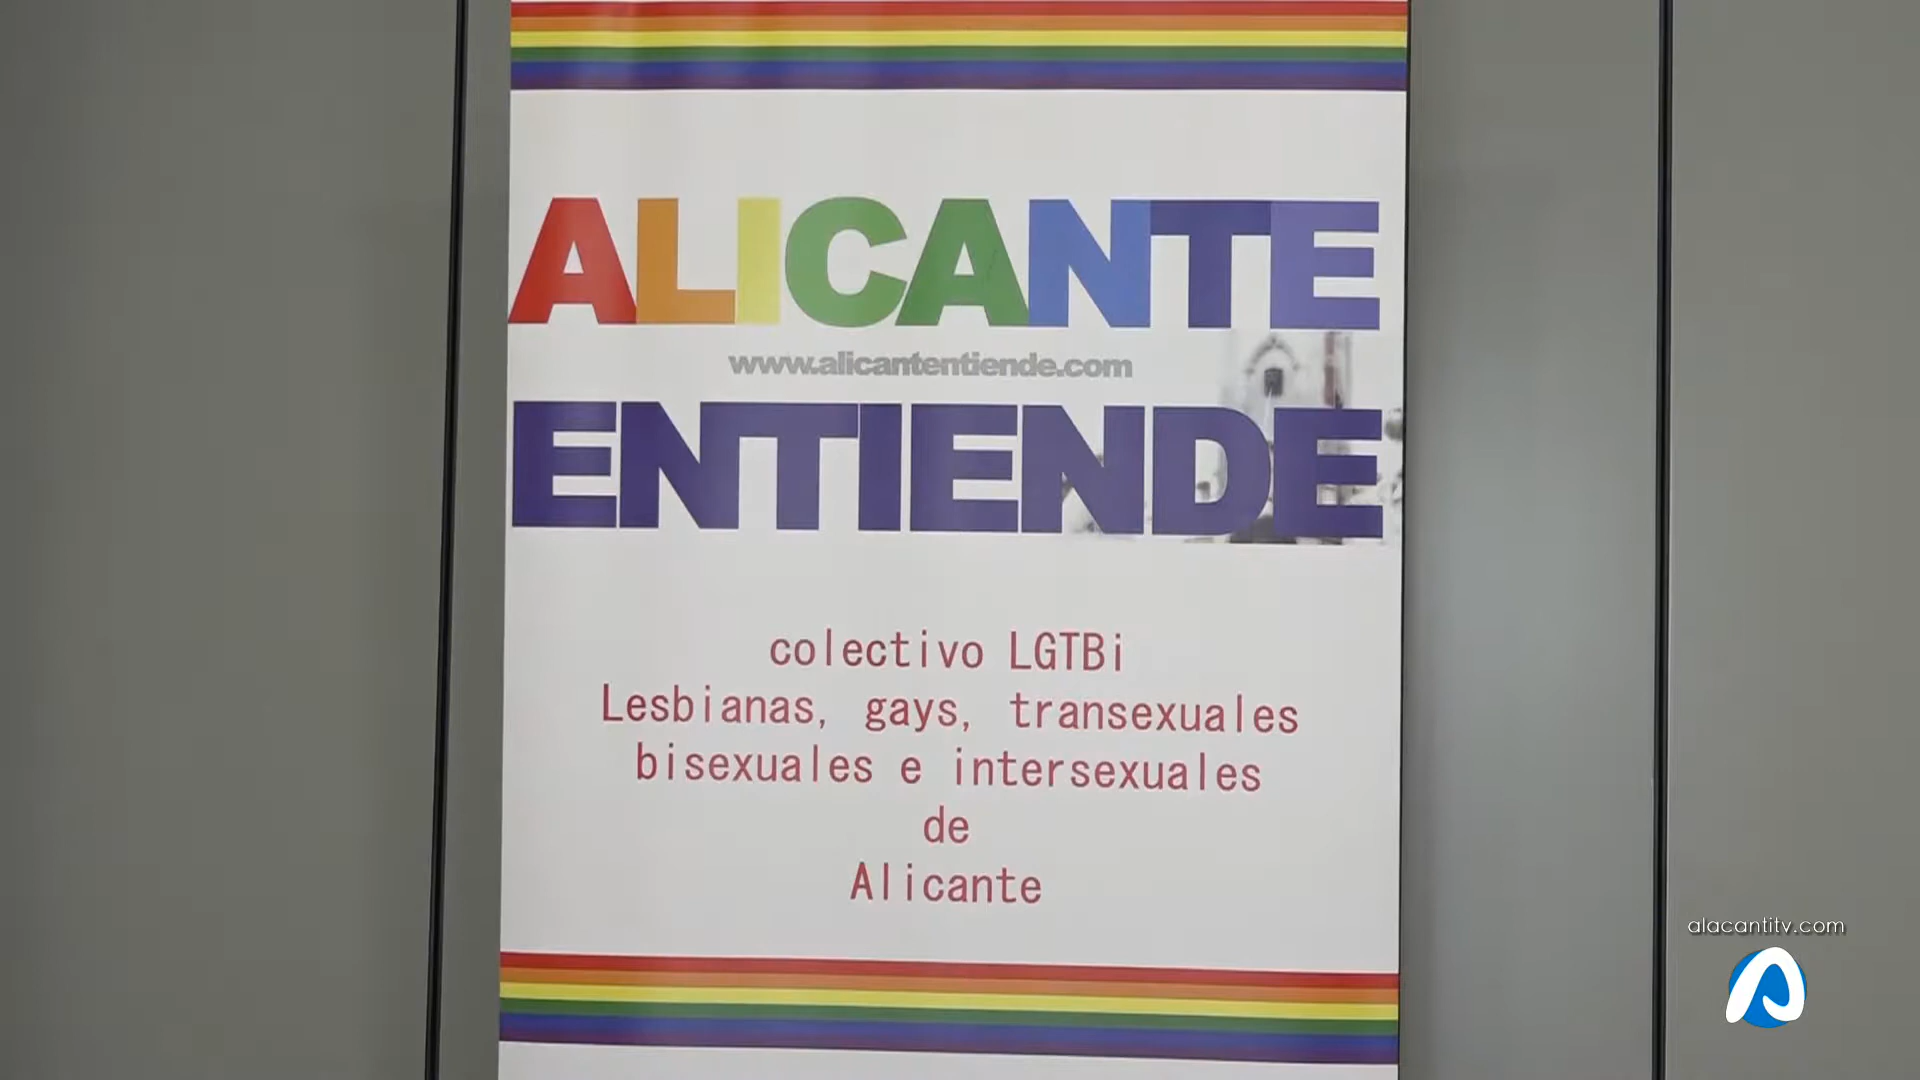 ALICANTE
www.alicantentiende.com
ENTIENDE
colectivo LGTBi
Lesbianas, gays, transexuales
bisexuales e intersexuales
de
Alicante
alacantitv.com